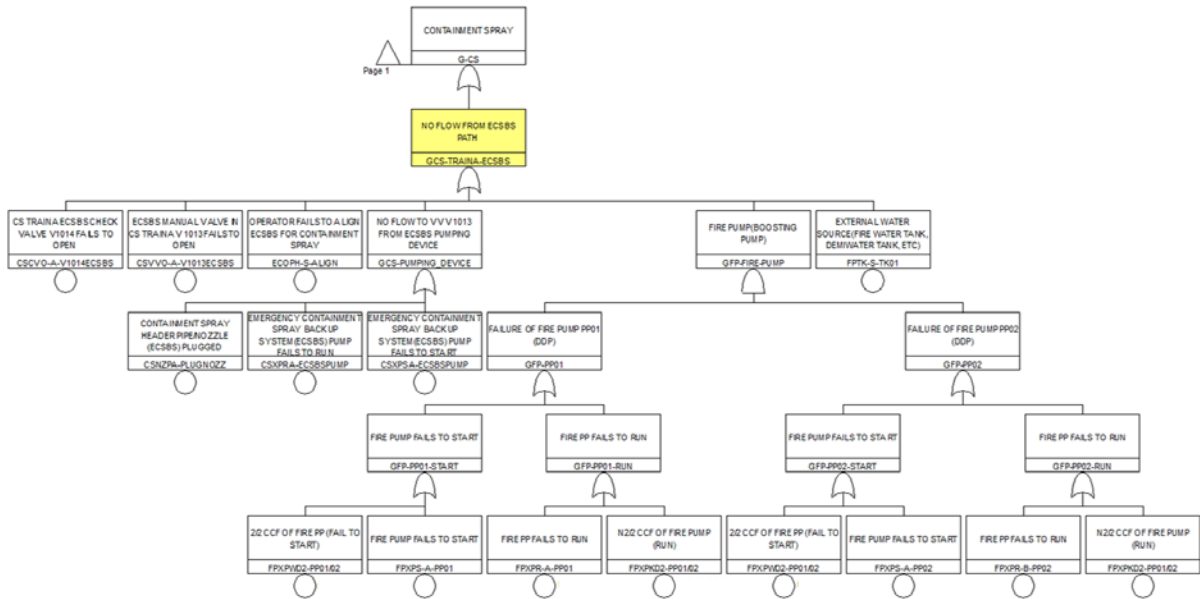 CONTAINMENT SPRAY
G-CS
Page 1
NO FLOW FROM ECSBS
PATH
GCS-TRAINA-ECSBS
CS TRAIN A ECSBS CHECK
VALVE V1014 FAILS TO
OPEN
CSCVO-A-V1014ECSBS
ECSBS MANUAL VALVE IN
CS TRAIN A V1013 FAILS TO
OPEN
CSVVO-A-V1013ECSBS
OPERATOR FAILS TO ALIGN
ECSBS FOR CONTAINMENT
SPRAY
ECOPH-S-ALIGN
NO FLOW TO VV V1013
FROM ECSBS PUMPING
DEVICE
GCS-PUMPING_DEVICE
FIRE PUMP(BOOSTING
PUMP)
GFP-FIRE-PUMP
EXTERNAL WATER
SOURCE(FIRE WATER TANK,
DEMIWATER TANK, ETC)
FPTK-S-TK01
CONTAINMENT SPRAY
HEADER PIPE/NOZZLE
(ECSBS) PLUGGED
CSNZPA-PLUGNOZZ
EMERGENCY CONTAINMENT
SPRAY BACKUP
SYSTEM(ECSBS) PUMP
FAILS TO RUN
CSXPRA-ECSBSPUMP
EMERGENCY CONTAINMENT
SPRAY BACKUP
SYSTEM(ECSBS) PUMP
FAILS TO START
CSXPSA-ECSBSPUMP
FAILURE OF FIRE PUMP PP01
(DDP)
GFP-PP01
FAILURE OF FIRE PUMP PP02
(DDP)
GFP-PP02
FIRE PUMP FAILS TO START
GFP-PP01-START
FIRE PP FAILS TO RUN
GFP-PP01-RUN
FIRE PUMP FAILS TO START
GFP-PP02-START
FIRE PP FAILS TO RUN
GFP-PP02-RUN
2/2 CCF OF FIRE PP (FAIL TO
START)
FPXPWD2-PP01/02
FIRE PUMP FAILS TO START
FPXPS-A-PP01
FIRE PP FAILS TO RUN
FPXPR-A-PP01
N2/2 CCF OF FIRE PUMP
(RUN)
FPXPKD2-PP01/02
2/2 CCF OF FIRE PP (FAIL TO
START)
FPXPWD2-PP01/02
FIRE PUMP FAILS TO START
FPXPS-A-PP02
FIRE PP FAILS TO RUN
FPXPR-B-PP02
N2/2 CCF OF FIRE PUMP
(RUN)
FPXPKD2-PP01/02